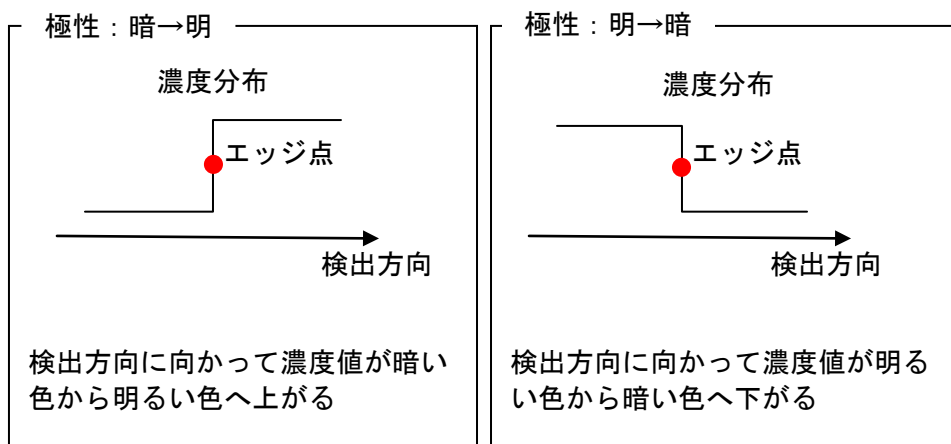 極性：暗→明
濃度分布
エッジ点
検出方向
検出方向に向かって濃度値が暗い
色から明るい色へ上がる
極性：明→暗
濃度分布
エッジ点
検出方向
検出方向に向かって濃度値が明る
い色から暗い色へ下がる